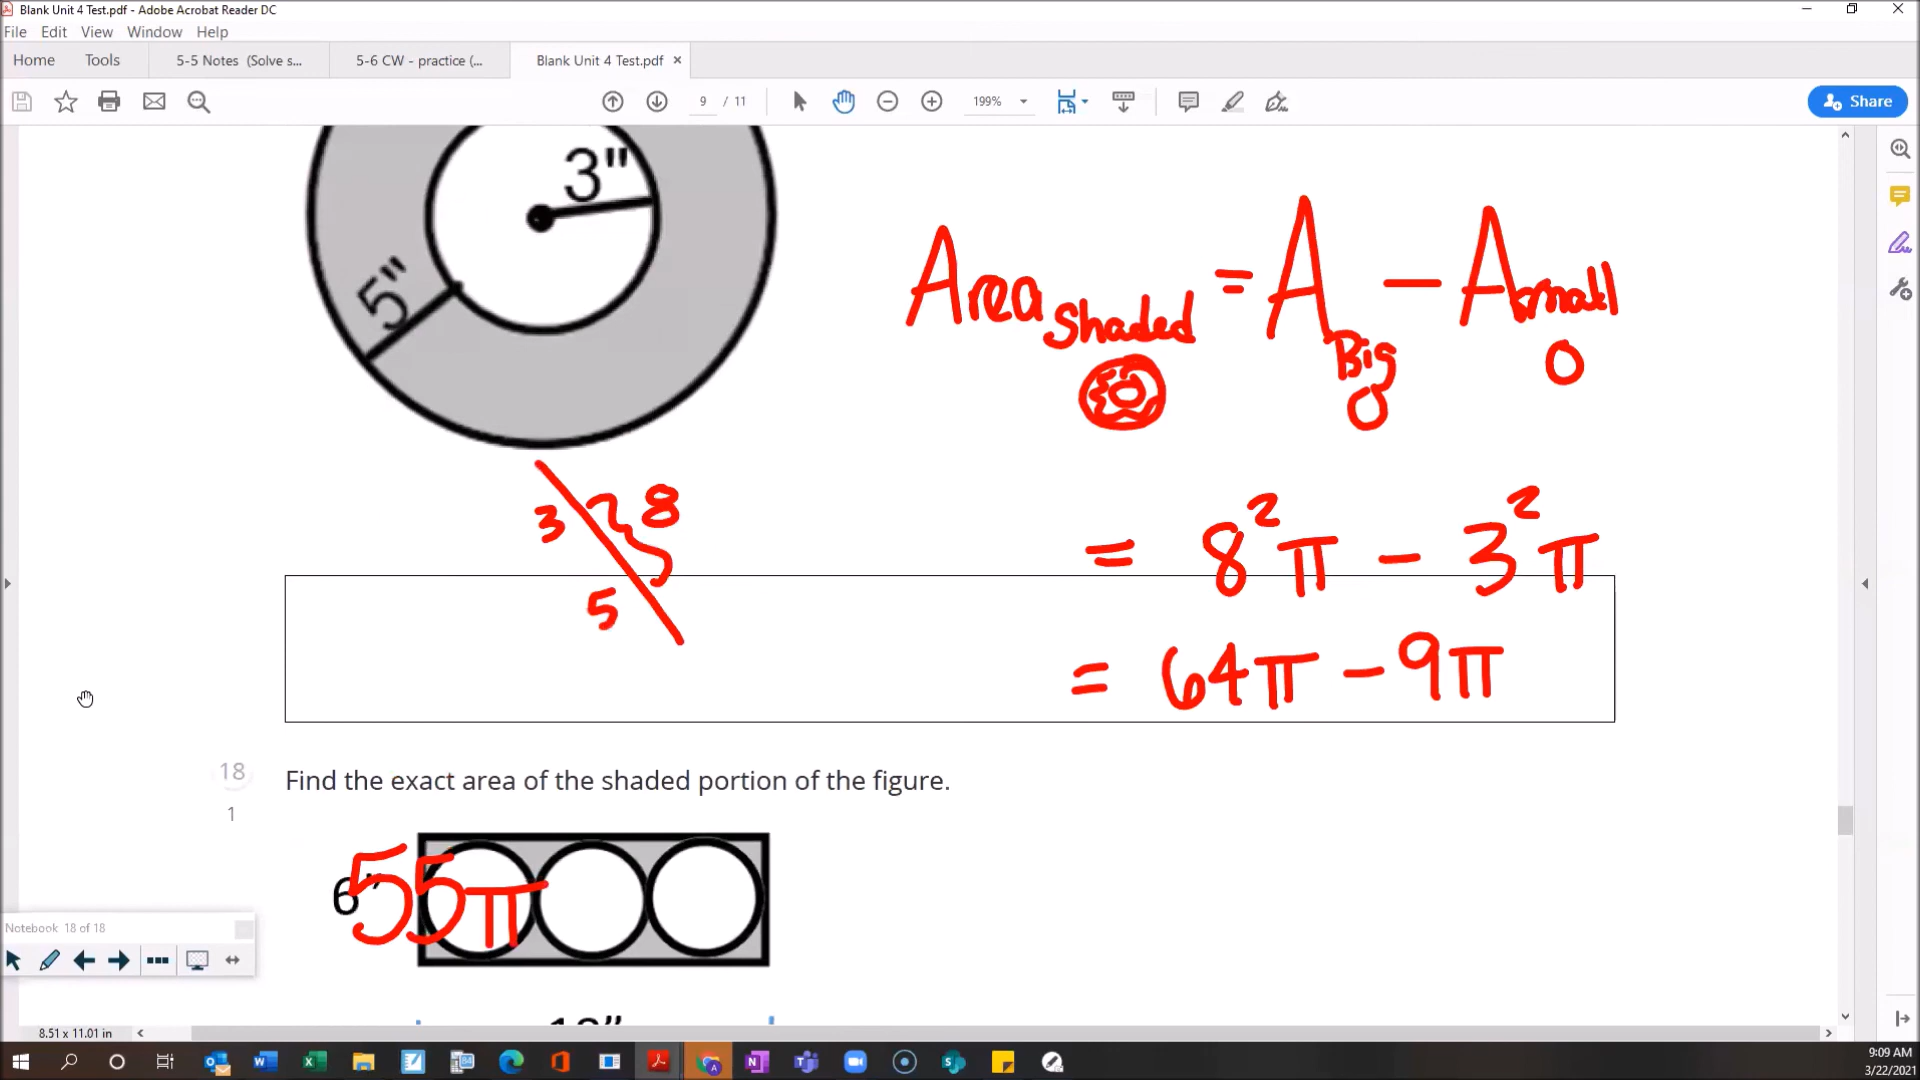 Blank Unit 4 Test.pdf - Adobe Acrobat Reader DC
File Edit View Window Help
Home Tools 5-5 Notes (Solve s... 5-6 CW - practice (... Blank Unit 4 Test.pdf ×
9 / 11 199% Share
3"
5"
Area shaded = A Big - A small
3 8
5
= 8²π - 3²π
= 64π - 9π
18 Find the exact area of the shaded portion of the figure.
1
6"
55π
Notebook 18 of 18
8.51 x 11.01 in
9:09 AM
3/22/2021